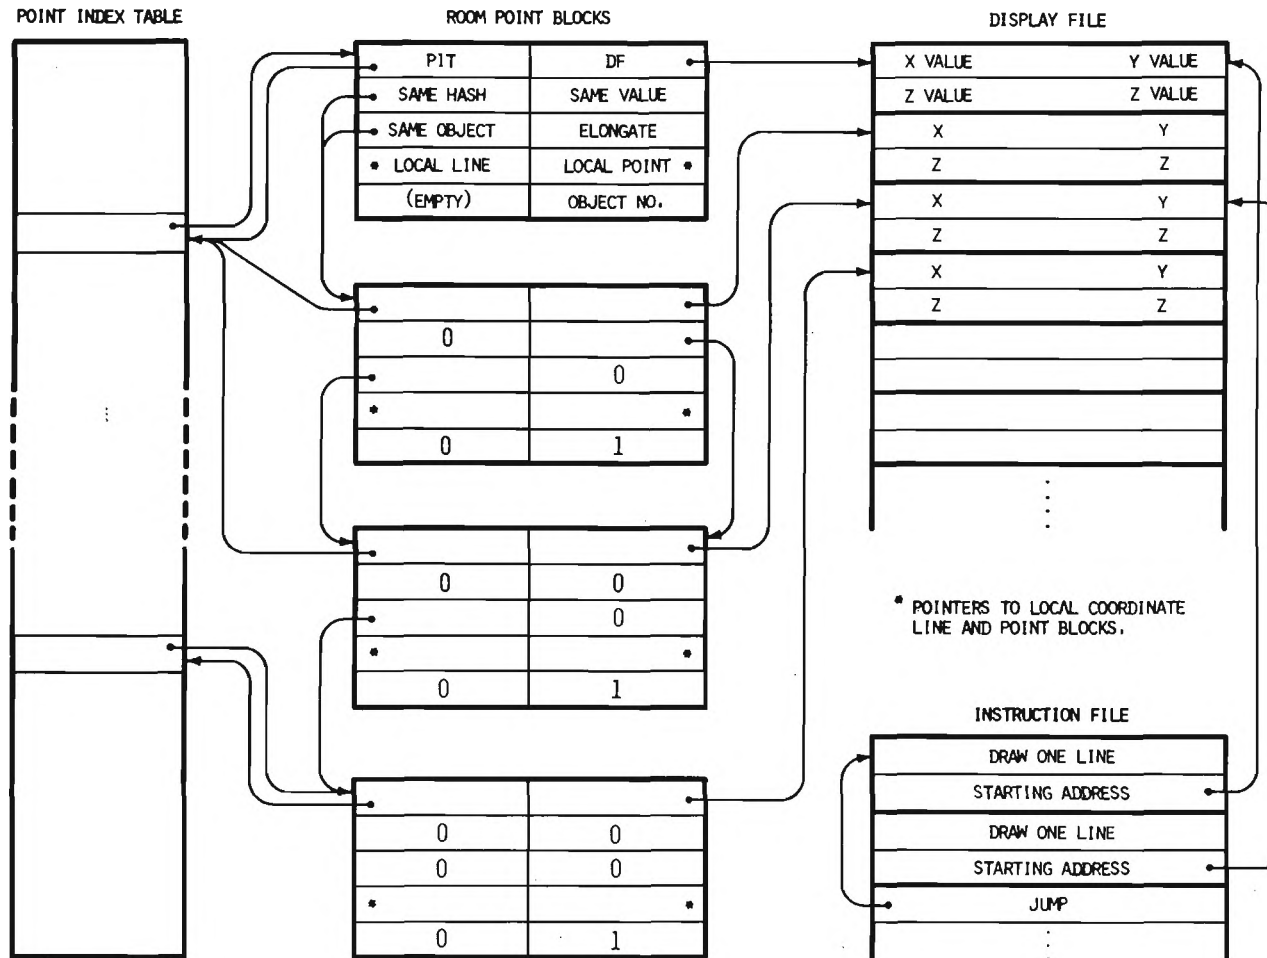 POINT INDEX TABLE
ROOM POINT BLOCKS
PIT DF
SAME HASH SAME VALUE
SAME OBJECT ELONGATE
* LOCAL LINE LOCAL POINT *
(EMPTY) OBJECT NO.
0
0
* *
0 1
0 0
0
* *
0 1
0 0
0 0
* *
0 1
DISPLAY FILE
X VALUE Y VALUE
Z VALUE Z VALUE
X Y
Z Z
X Y
Z Z
X Y
Z Z
* POINTERS TO LOCAL COORDINATE
LINE AND POINT BLOCKS.
INSTRUCTION FILE
DRAW ONE LINE
STARTING ADDRESS
DRAW ONE LINE
STARTING ADDRESS
JUMP